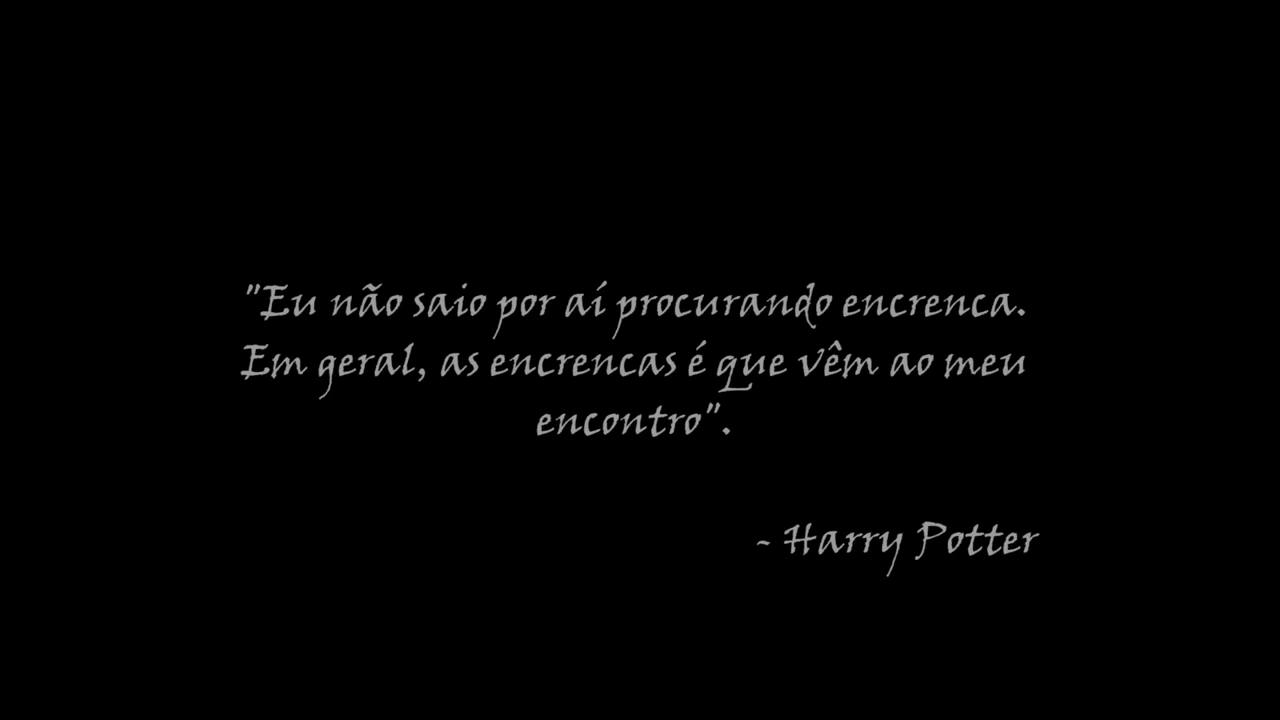 "Eu não saio por aí procurando encrenca.
Em geral, as encrencas é que vêm ao meu
encontro".
- Harry Potter